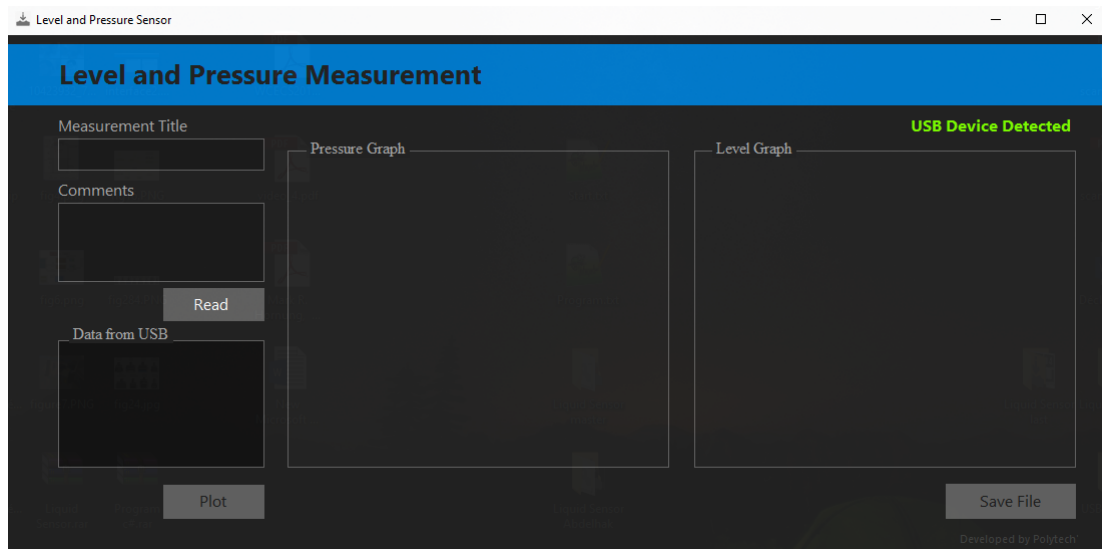 Level and Pressure Sensor
Level and Pressure Measurement
Measurement Title
USB Device Detected
Pressure Graph
Level Graph
Comments
Read
Data from USB
Plot
Save File
Developed by Polytech